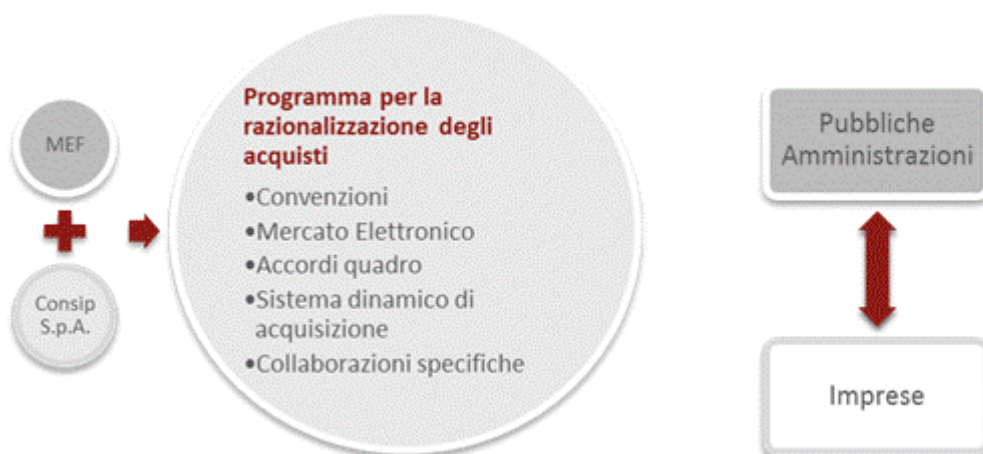 MEF
Consip
S.p.A.
Programma per la
razionalizzazione degli
acquisti
•Convenzioni
•Mercato Elettronico
•Accordi quadro
•Sistema dinamico di
acquisizione
•Collaborazioni specifiche
Pubbliche
Amministrazioni
Imprese